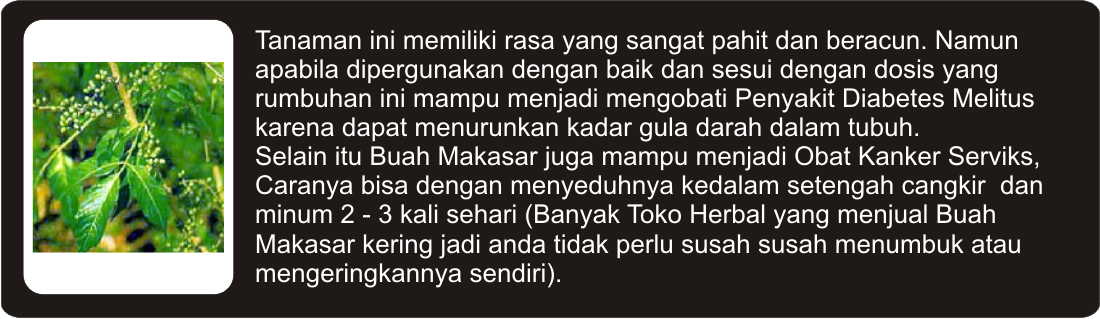 Tanaman ini memiliki rasa yang sangat pahit dan beracun. Namun
apabila dipergunakan dengan baik dan sesui dengan dosis yang
rumbuhan ini mampu menjadi mengobati Penyakit Diabetes Melitus
karena dapat menurunkan kadar gula darah dalam tubuh.
Selain itu Buah Makasar juga mampu menjadi Obat Kanker Serviks,
Caranya bisa dengan menyeduhnya kedalam setengah cangkir  dan
minum 2 - 3 kali sehari (Banyak Toko Herbal yang menjual Buah
Makasar kering jadi anda tidak perlu susah susah menumbuk atau
mengeringkannya sendiri).